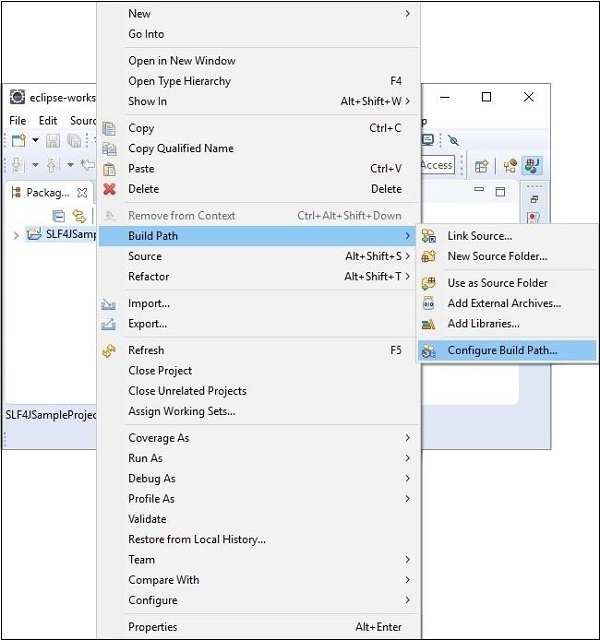 New
Go Into
Open in New Window
Open Type Hierarchy F4
Show In Alt+Shift+W
Copy Ctrl+C
Copy Qualified Name
Paste Ctrl+V
Delete Delete
Remove from Context Ctrl+Alt+Shift+Down
Build Path
Source Alt+Shift+S
Refactor Alt+Shift+T
Import...
Export...
Refresh F5
Close Project
Close Unrelated Projects
Assign Working Sets...
Coverage As
Run As
Debug As
Profile As
Validate
Restore from Local History...
Team
Compare With
Configure
Properties Alt+Enter
Link Source...
New Source Folder...
Use as Source Folder
Add External Archives...
Add Libraries...
Configure Build Path...
eclipse-works
File Edit Sourc
p
Access
Packag...
SLF4JSamp
SLF4JSampleProjec